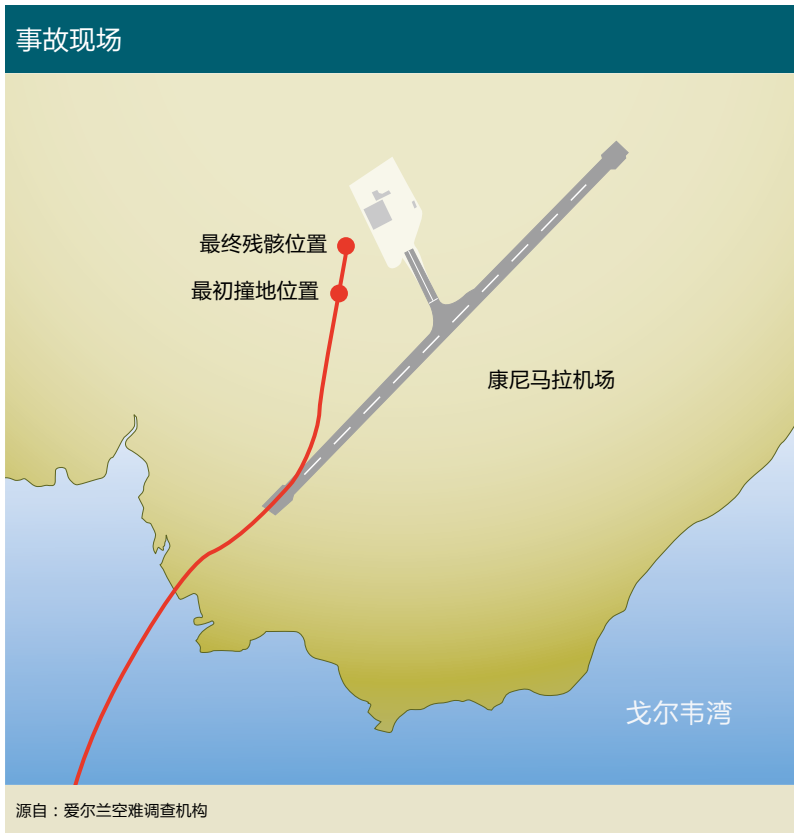 事故现场
最终残骸位置
最初撞地位置
康尼马拉机场
戈尔韦湾
源自：爱尔兰空难调查机构